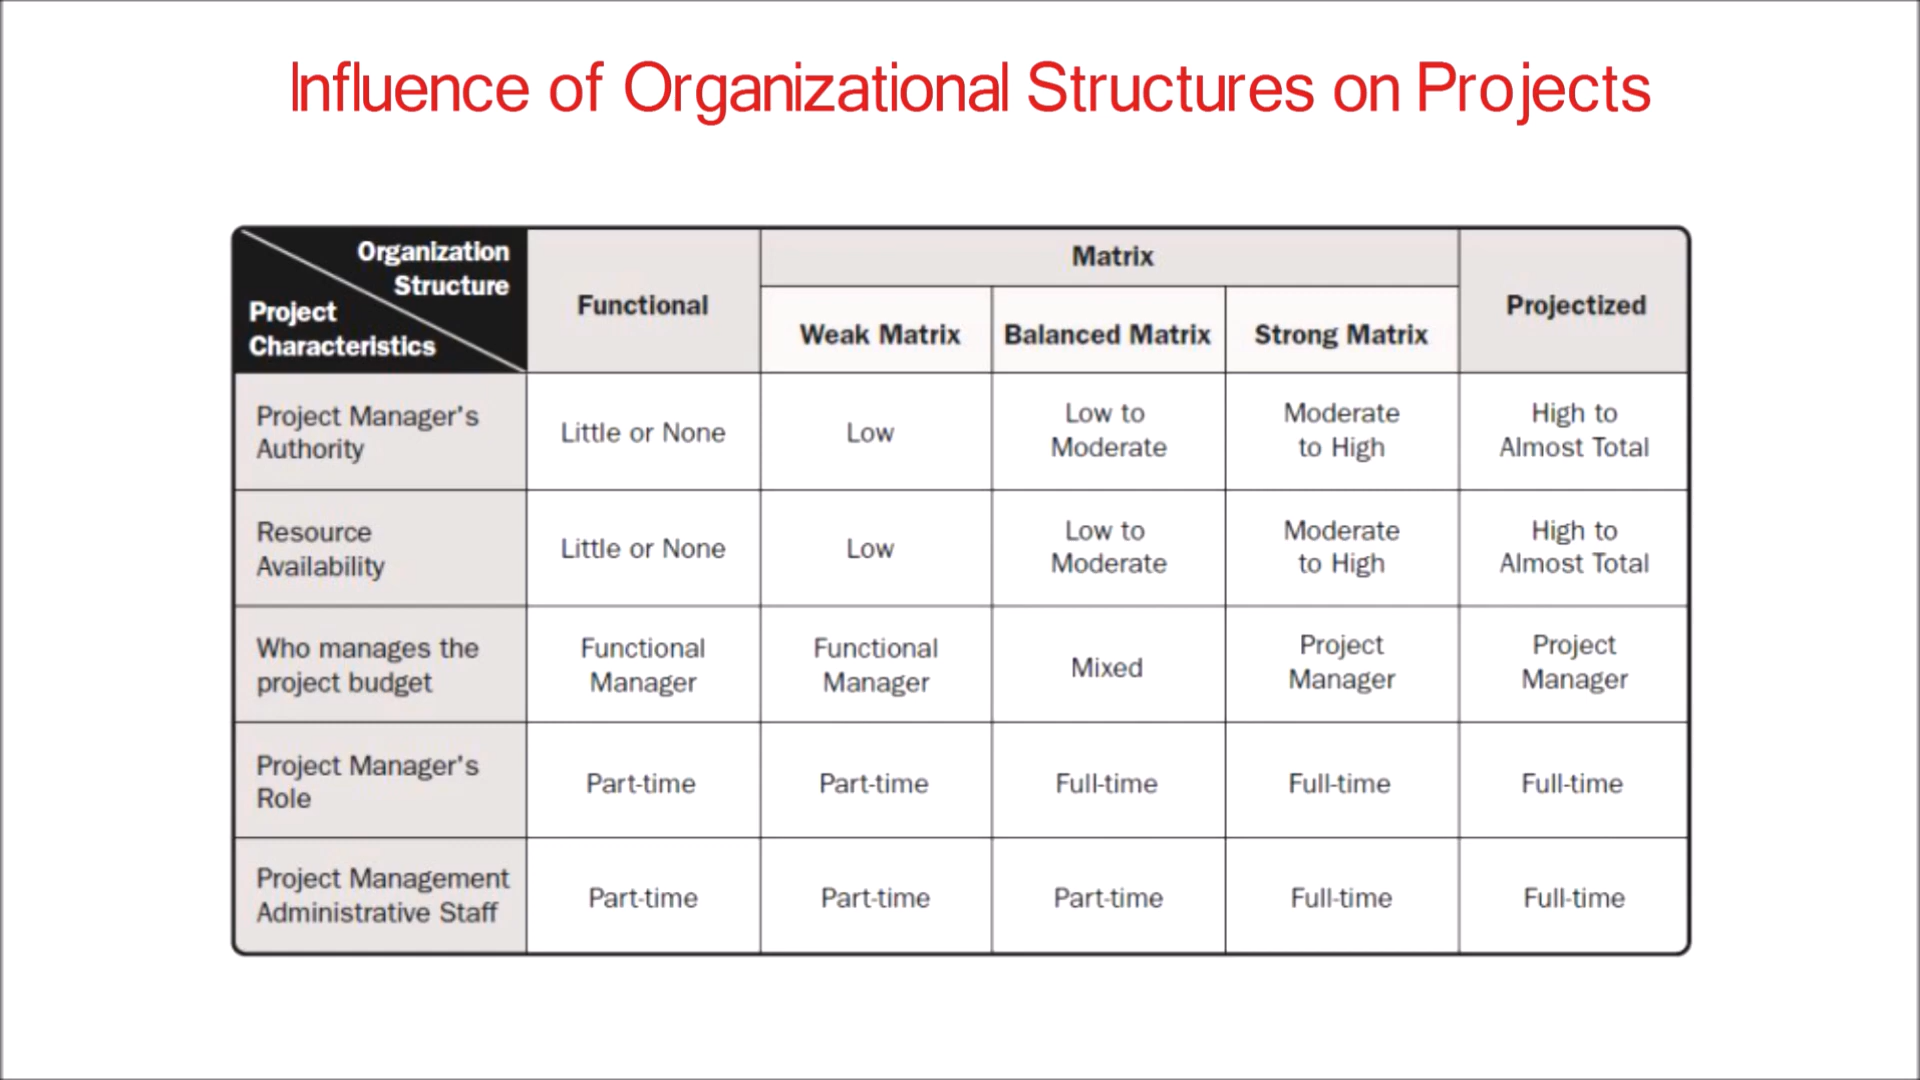 Influence of Organizational Structures on Projects
Organization
Structure
Project
Characteristics
Functional
Matrix
Weak Matrix
Balanced Matrix
Strong Matrix
Projectized
Project Manager's
Authority
Little or None
Low
Low to
Moderate
Moderate
to High
High to
Almost Total
Resource
Availability
Little or None
Low
Low to
Moderate
Moderate
to High
High to
Almost Total
Who manages the
project budget
Functional
Manager
Functional
Manager
Mixed
Project
Manager
Project
Manager
Project Manager's
Role
Part-time
Part-time
Full-time
Full-time
Full-time
Project Management
Administrative Staff
Part-time
Part-time
Part-time
Full-time
Full-time